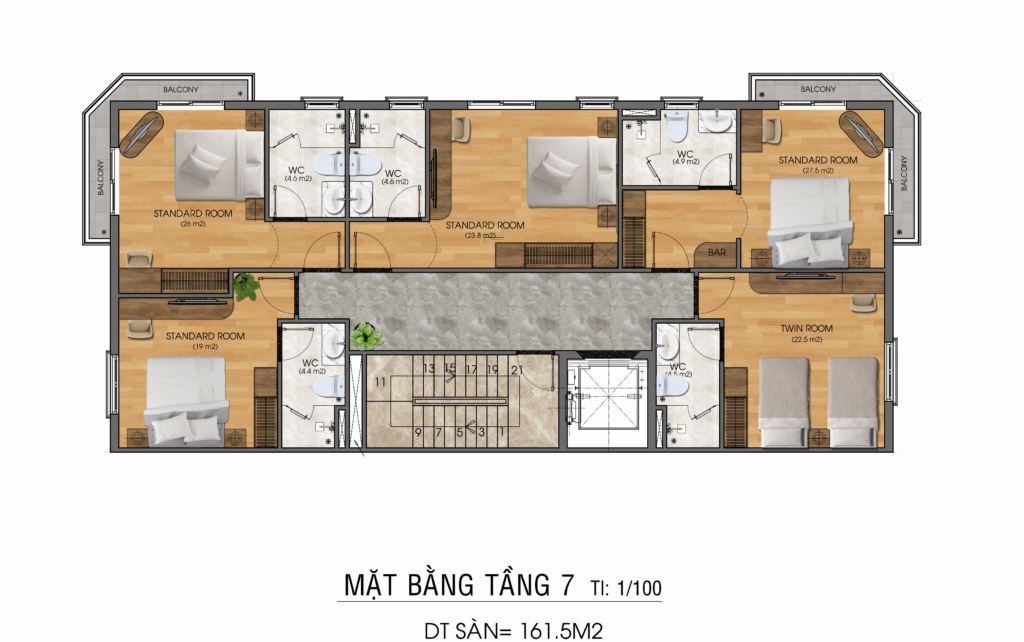 BALCONY
BALCONY
BALCONY
BALCONY
WC
(4.6 m2)
WC
(4.6 m2)
WC
(4.9 m2)
STANDARD ROOM
(27.5 m2)
STANDARD ROOM
(26 m2)
STANDARD ROOM
(23.8 m2)
BAR
STANDARD ROOM
(19 m2)
TWIN ROOM
(22.5 m2)
WC
(4.4 m2)
WC
(4.5 m2)
11 13 15 17 19 21
9 7 5 3 1
MẶT BẰNG TẦNG 7 Tl: 1/100
DT SÀN= 161.5M2